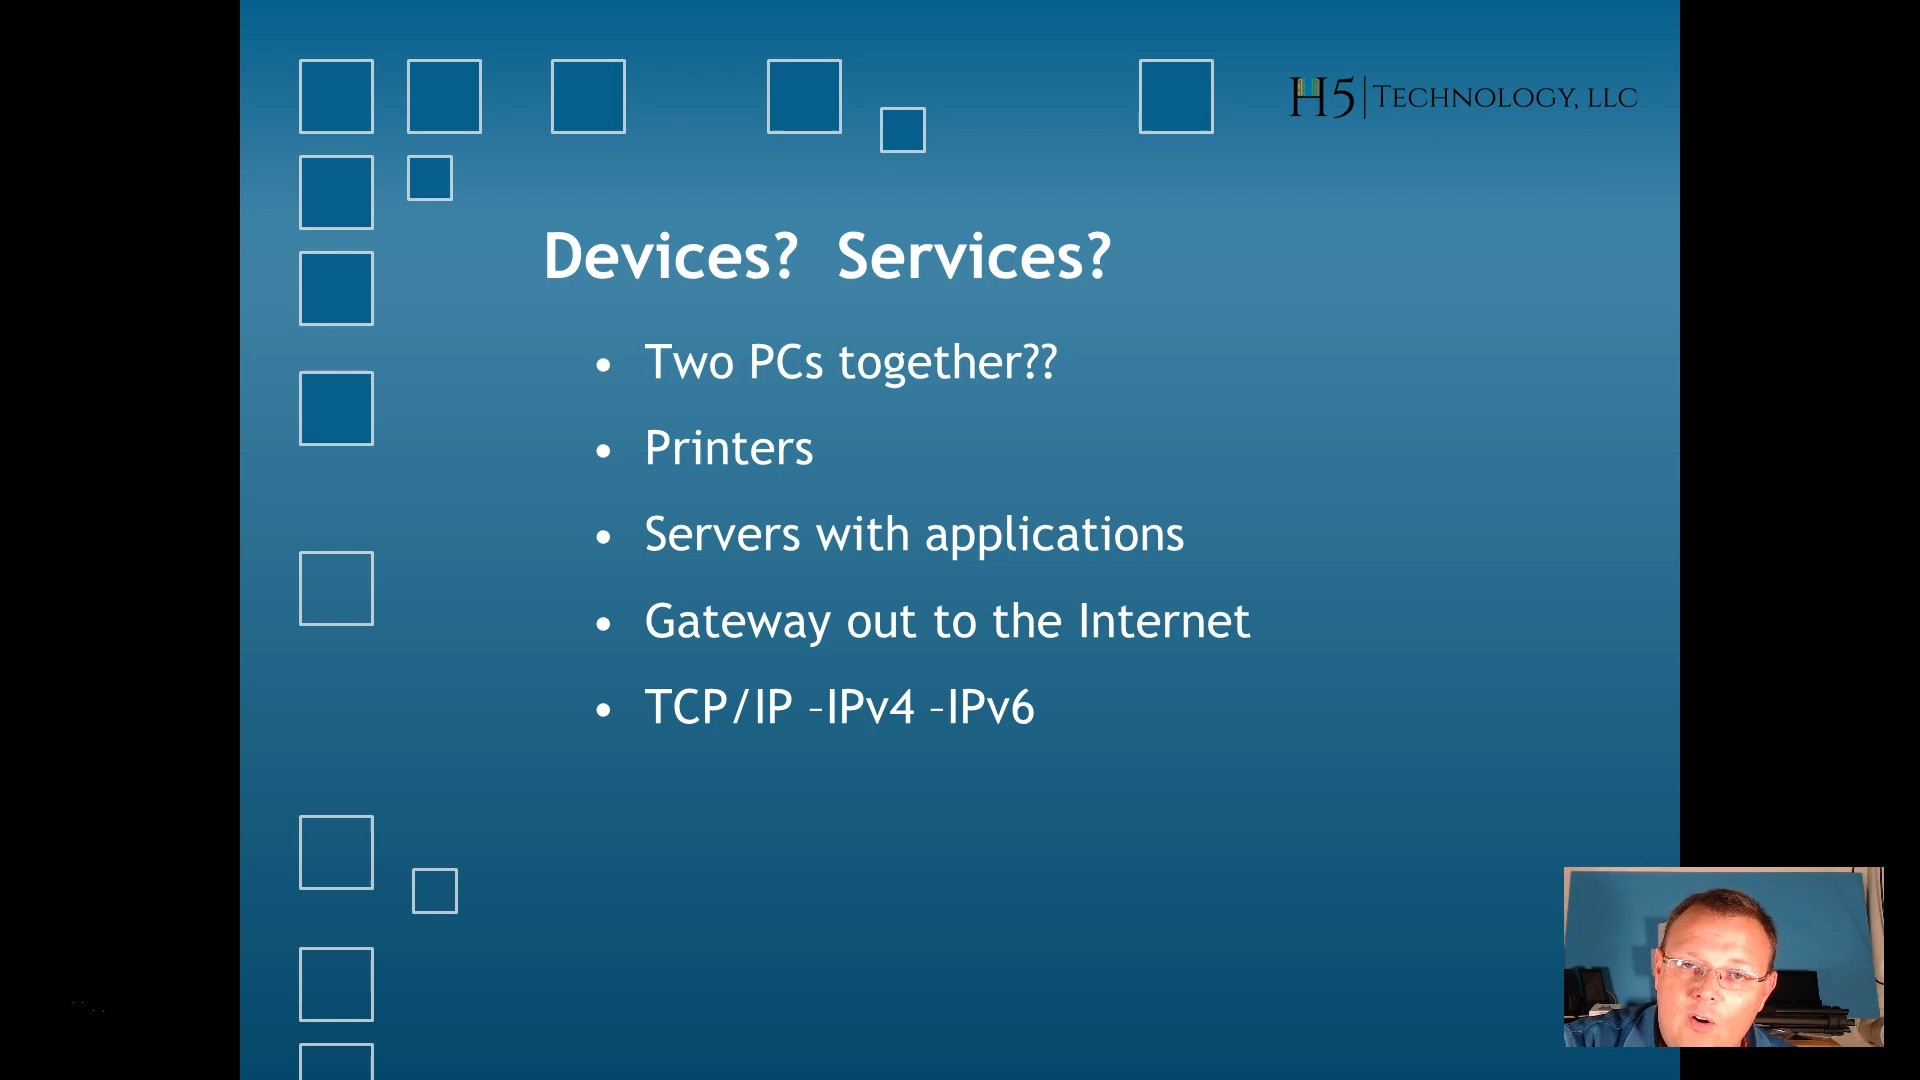 H5 | TECHNOLOGY, LLC
Devices? Services?
• Two PCs together??
• Printers
• Servers with applications
• Gateway out to the Internet
• TCP/IP –IPv4 –IPv6